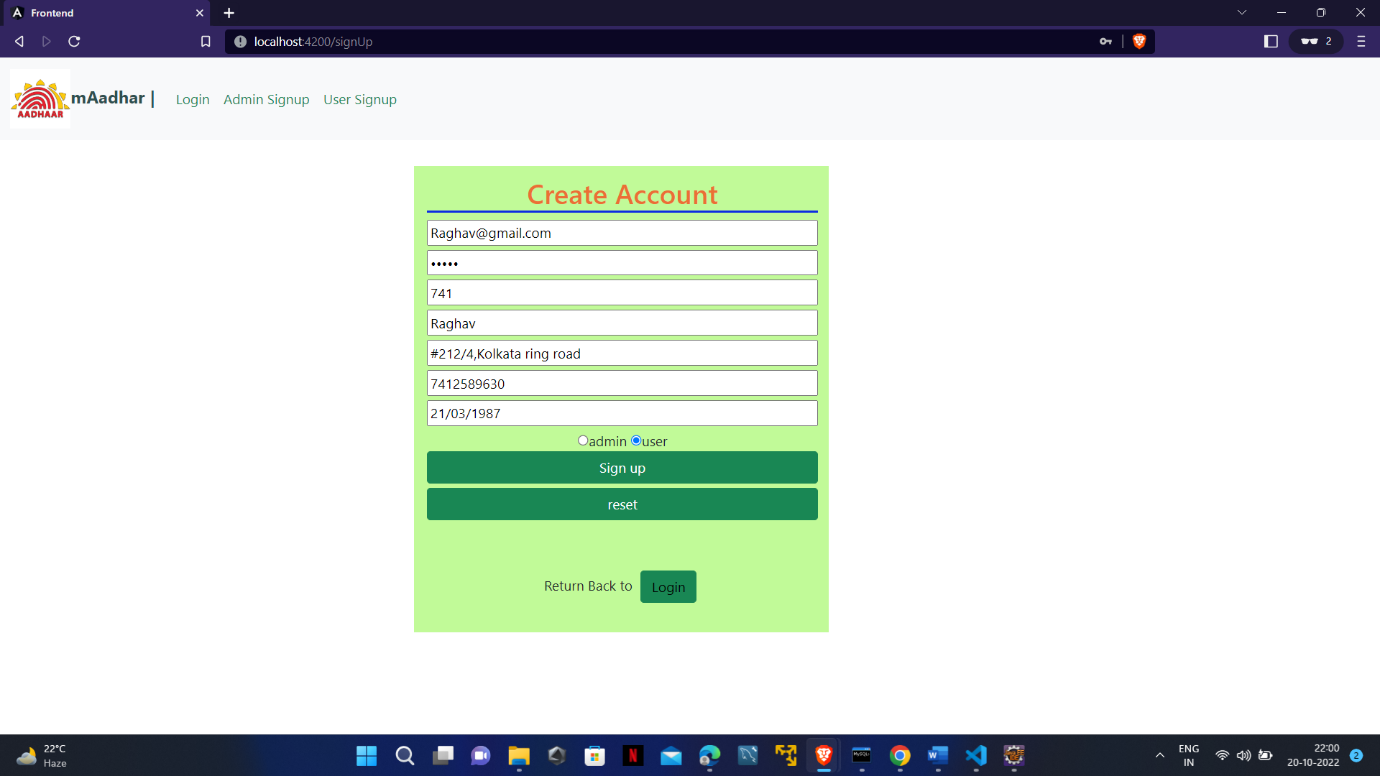 Frontend
localhost:4200/signUp
2
AADHAAR
mAadhar | Login Admin Signup User Signup
Create Account
Raghav@gmail.com
•••••
741
Raghav
#212/4,Kolkata ring road
7412589630
21/03/1987
admin user
Sign up
reset
Return Back to Login
22°C
Haze
N
MySQL
W
ENG
IN
22:00
20-10-2022
2